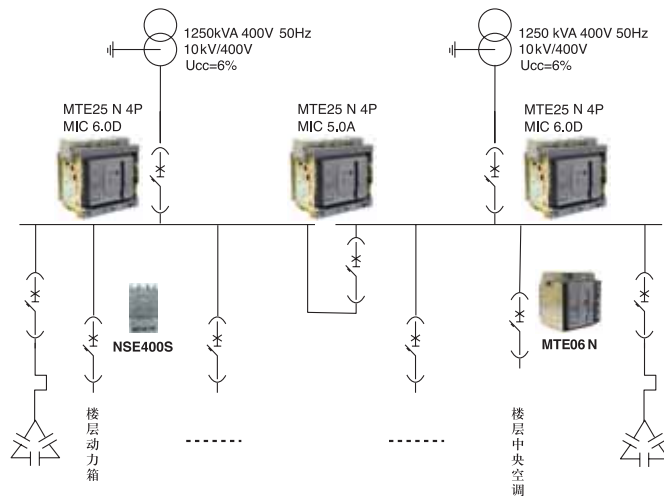 1250kVA 400V 50Hz
10kV/400V
Ucc=6%
1250 kVA 400V 50Hz
10 kV/400V
Ucc=6%
MTE25 N 4P
MIC 6.0D
MTE25 N 4P
MIC 5.0A
MTE25 N 4P
MIC 6.0D
NSE400S
MTE06 N
楼层动力箱
楼层中央空调